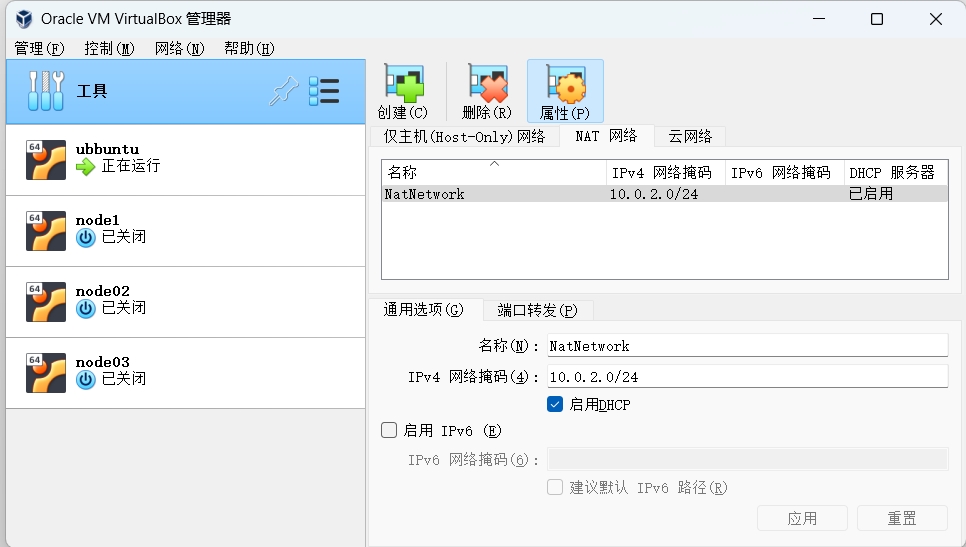 Oracle VM VirtualBox 管理器
管理(F) 控制(M) 网络(N) 帮助(H)
工具
64 ubbuntu
正在运行
64 node1
已关闭
64 node02
已关闭
64 node03
已关闭
创建(C) 删除(R) 属性(P)
仅主机(Host-Only)网络 NAT 网络 云网络
名称 IPv4 网络掩码 IPv6 网络掩码 DHCP 服务器
NatNetwork 10.0.2.0/24 已启用
通用选项(G) 端口转发(P)
名称(N): NatNetwork
IPv4 网络掩码(4): 10.0.2.0/24
启用DHCP
启用 IPv6 (E)
IPv6 网络掩码(6):
建议默认 IPv6 路径(R)
应用 重置